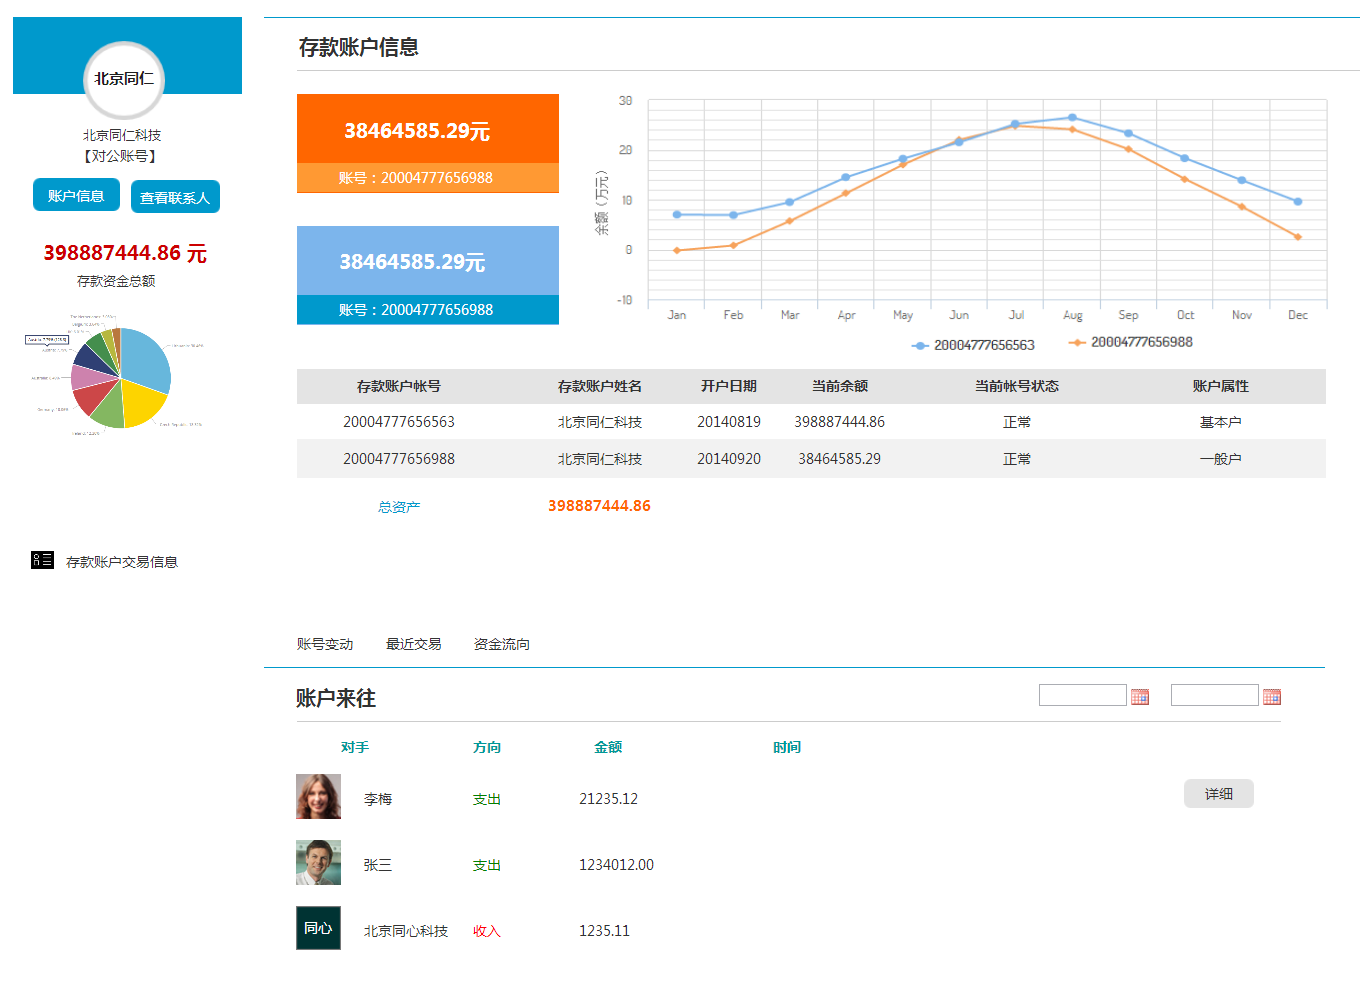 北京同仁
北京同仁科技
【对公账号】
账户信息
查看联系人
398887444.86 元
存款资金总额
存款账户交易信息
存款账户信息
38464585.29元
账号：20004777656988
38464585.29元
账号：20004777656988
余额（万元）
30
20
10
0
-10
Jan Feb Mar Apr May Jun Jul Aug Sep Oct Nov Dec
20004777656563 20004777656988
存款账户帐号 存款账户姓名 开户日期 当前余额 当前帐号状态 账户属性
20004777656563 北京同仁科技 20140819 398887444.86 正常 基本户
20004777656988 北京同仁科技 20140920 38464585.29 正常 一般户
总资产 398887444.86
账号变动 最近交易 资金流向
账户来往
对手 方向 金额 时间
李梅 支出 21235.12 详细
张三 支出 1234012.00
同心 北京同心科技 收入 1235.11